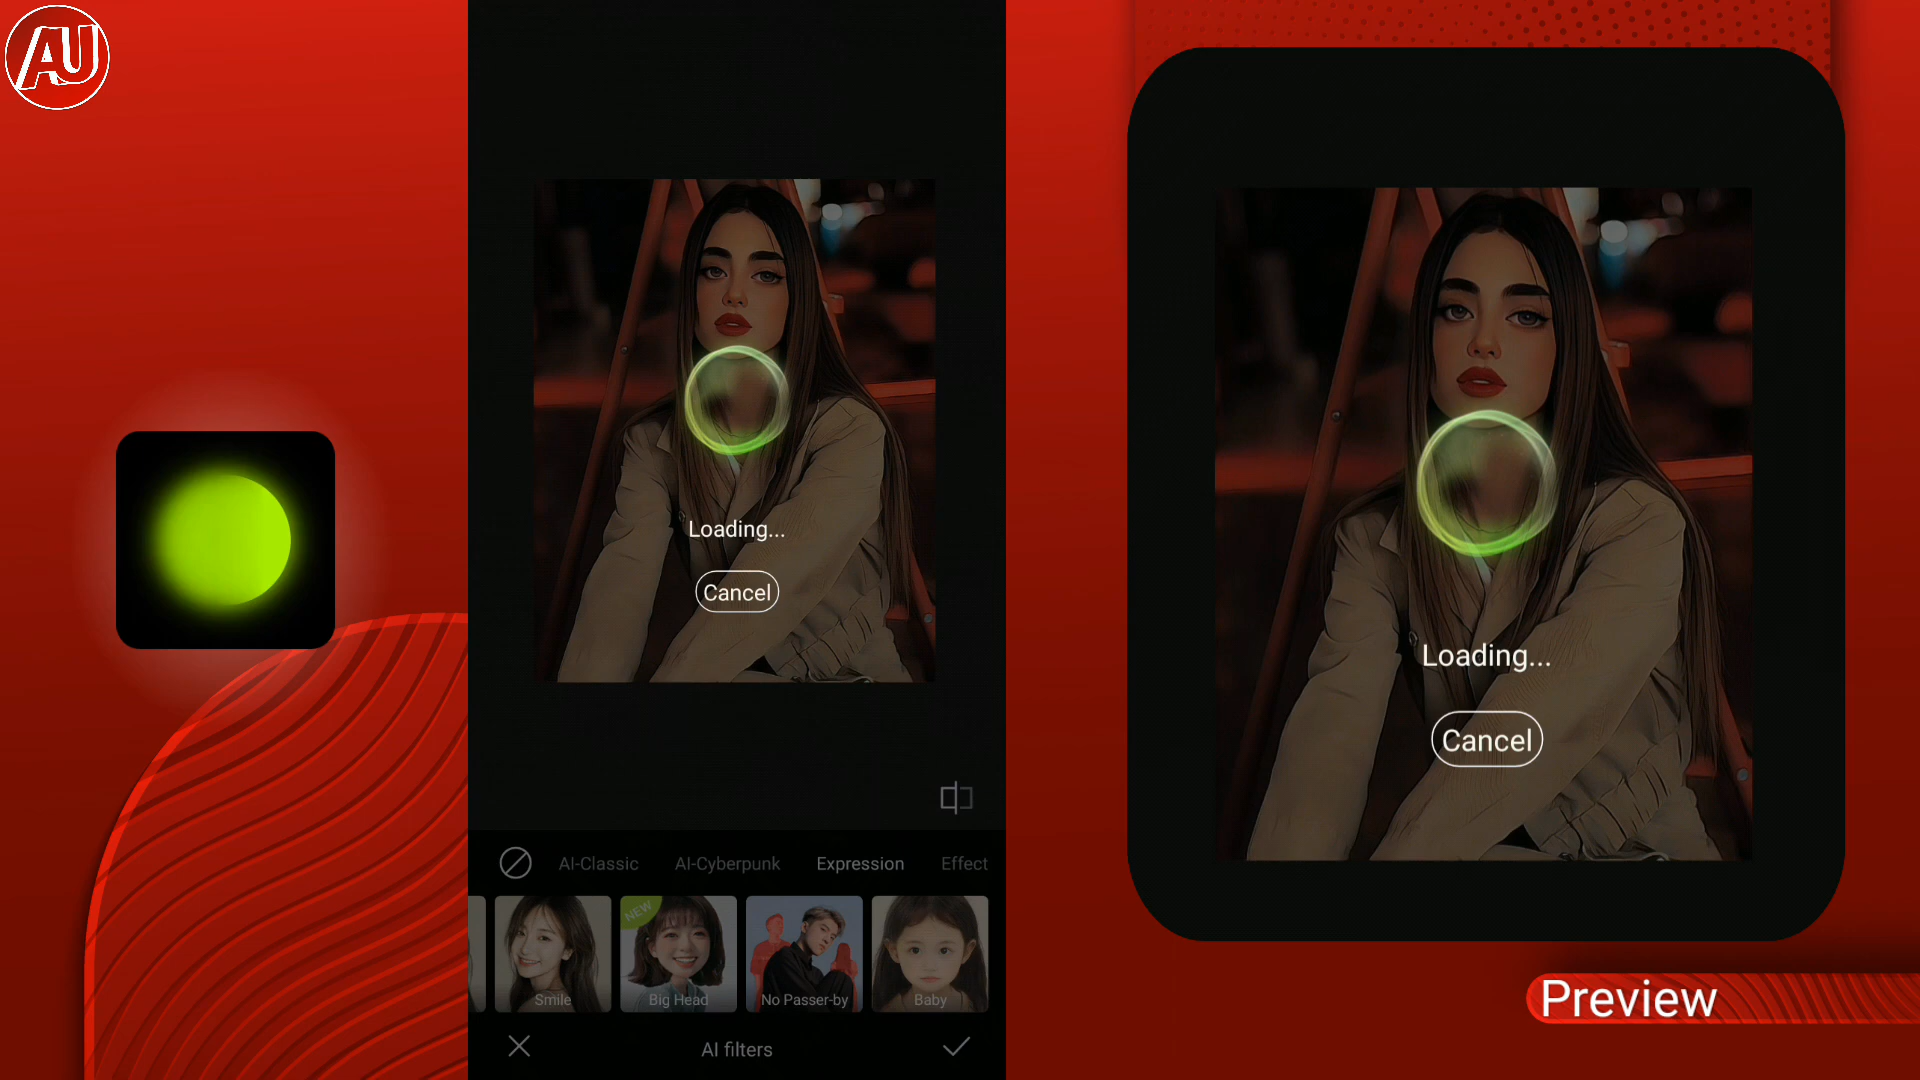 AU
Loading...
Cancel
AI-Classic AI-Cyberpunk Expression Effect
NEW
Smile Big Head No Passer-by Baby
AI filters
Loading...
Cancel
Preview